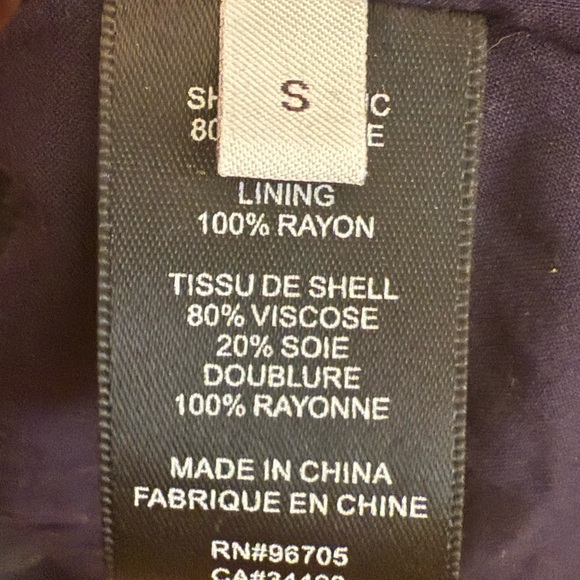 S
LINING
100% RAYON
TISSU DE SHELL
80% VISCOSE
20% SOIE
DOUBLURE
100% RAYONNE
MADE IN CHINA
FABRIQUE EN CHINE
RN#96705